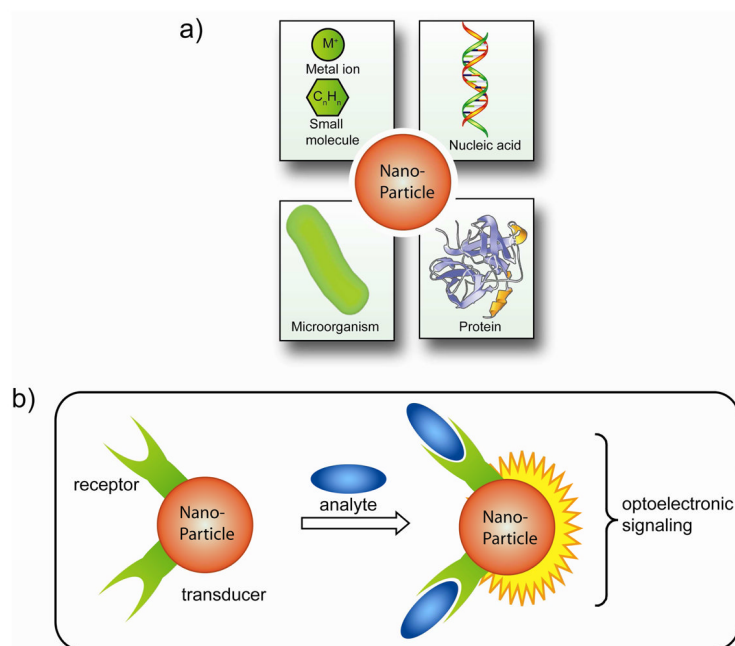 a)
M⁺
Metal ion
CₙHₙ
Small
molecule
Nucleic acid
Nano-
Particle
Microorganism
Protein
b)
receptor
Nano-
Particle
transducer
analyte
Nano-
Particle
optoelectronic
signaling